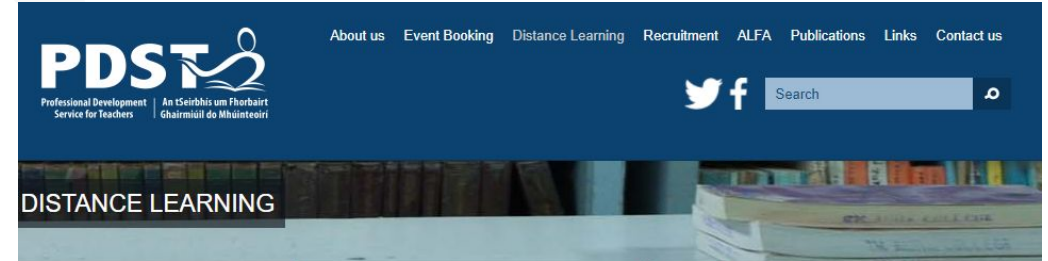 About us Event Booking Distance Learning Recruitment ALFA Publications Links Contact us
PDST
Professional Development An tSeirbhís um Fhorbairt
Service for Teachers Ghairmiúil do Mhúinteoirí
Search
DISTANCE LEARNING